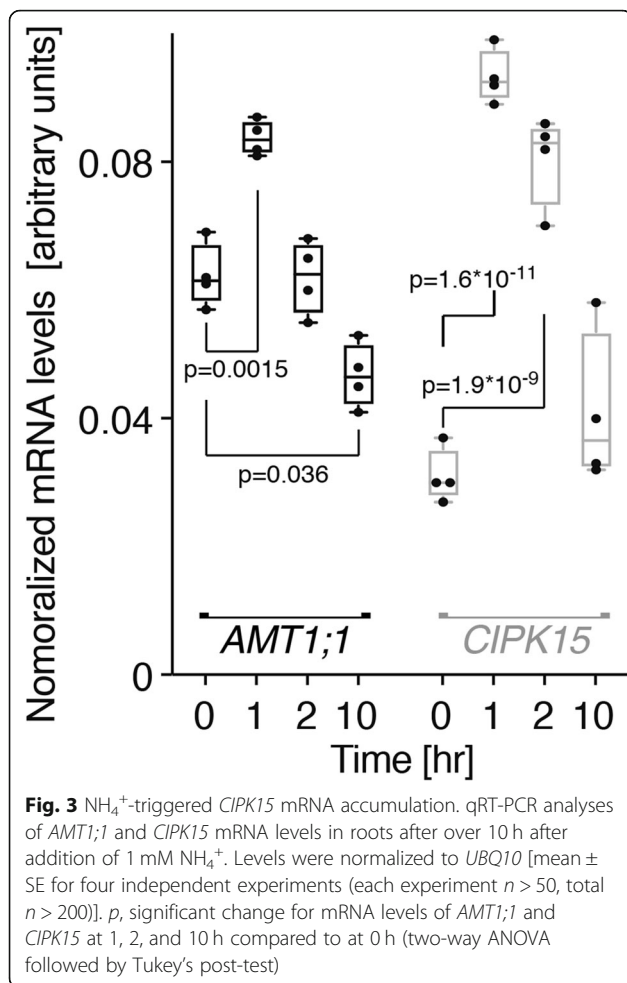 Nomoralized mRNA levels [arbitrary units]
0.08
0.04
0
p=0.0015
p=0.036
p=1.6*10⁻¹¹
p=1.9*10⁻⁹
AMT1;1
CIPK15
0 1 2 10 0 1 2 10
Time [hr]
Fig. 3 NH₄⁺-triggered CIPK15 mRNA accumulation. qRT-PCR analyses
of AMT1;1 and CIPK15 mRNA levels in roots after over 10 h after
addition of 1 mM NH₄⁺. Levels were normalized to UBQ10 [mean ±
SE for four independent experiments (each experiment n > 50, total
n > 200)]. p, significant change for mRNA levels of AMT1;1 and
CIPK15 at 1, 2, and 10 h compared to at 0 h (two-way ANOVA
followed by Tukey's post-test)